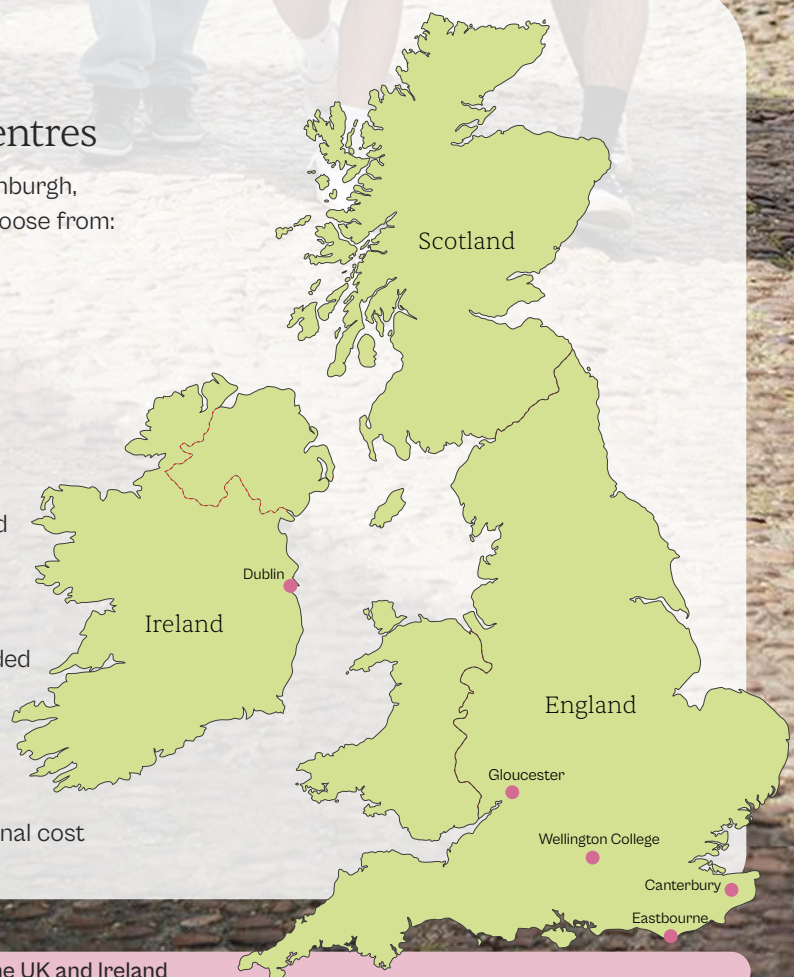 entres
nburgh,
oose from:
Scotland
d
Dublin
Ireland
ded
England
Gloucester
nal cost
Wellington College
Canterbury
Eastbourne
ne UK and Ireland